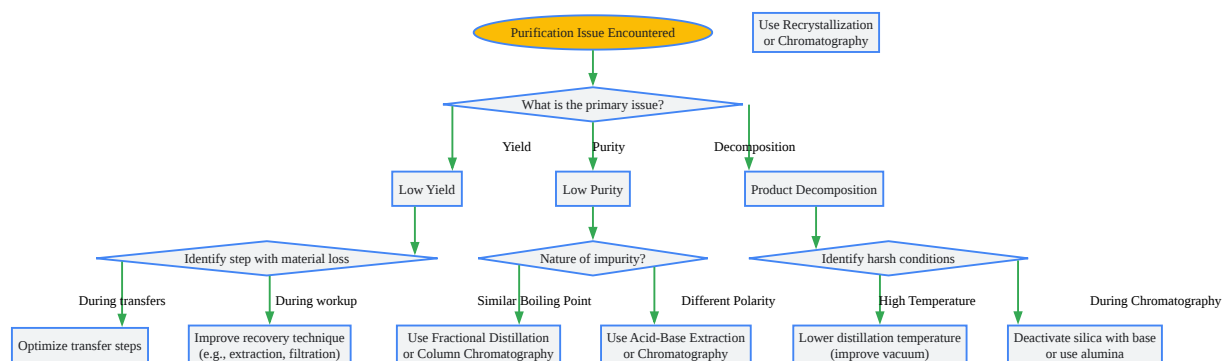 Purification Issue Encountered
Use Recrystallization
or Chromatography
What is the primary issue?
Yield
Purity
Decomposition
Low Yield
Low Purity
Product Decomposition
Identify step with material loss
Nature of impurity?
Identify harsh conditions
During transfers
During workup
Similar Boiling Point
Different Polarity
High Temperature
During Chromatography
Optimize transfer steps
Improve recovery technique
(e.g., extraction, filtration)
Use Fractional Distillation
or Column Chromatography
Use Acid-Base Extraction
or Chromatography
Lower distillation temperature
(improve vacuum)
Deactivate silica with base
or use alumina